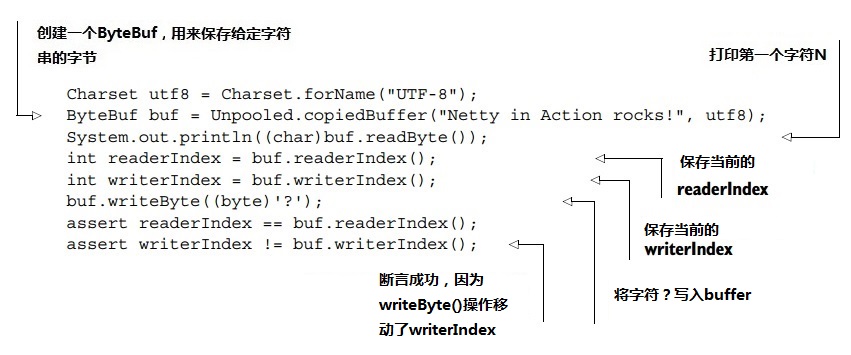 创建一个ByteBuf，用来保存给定字符
串的字节
打印第一个字符N
Charset utf8 = Charset.forName("UTF-8");
ByteBuf buf = Unpooled.copiedBuffer("Netty in Action rocks!", utf8);
System.out.println((char)buf.readByte());
int readerIndex = buf.readerIndex();
int writerIndex = buf.writerIndex();
buf.writeByte((byte)'?');
assert readerIndex == buf.readerIndex();
assert writerIndex != buf.writerIndex();
保存当前的
readerIndex
保存当前的
writerIndex
将字符？写入buffer
断言成功，因为
writeByte()操作移
动了writerIndex